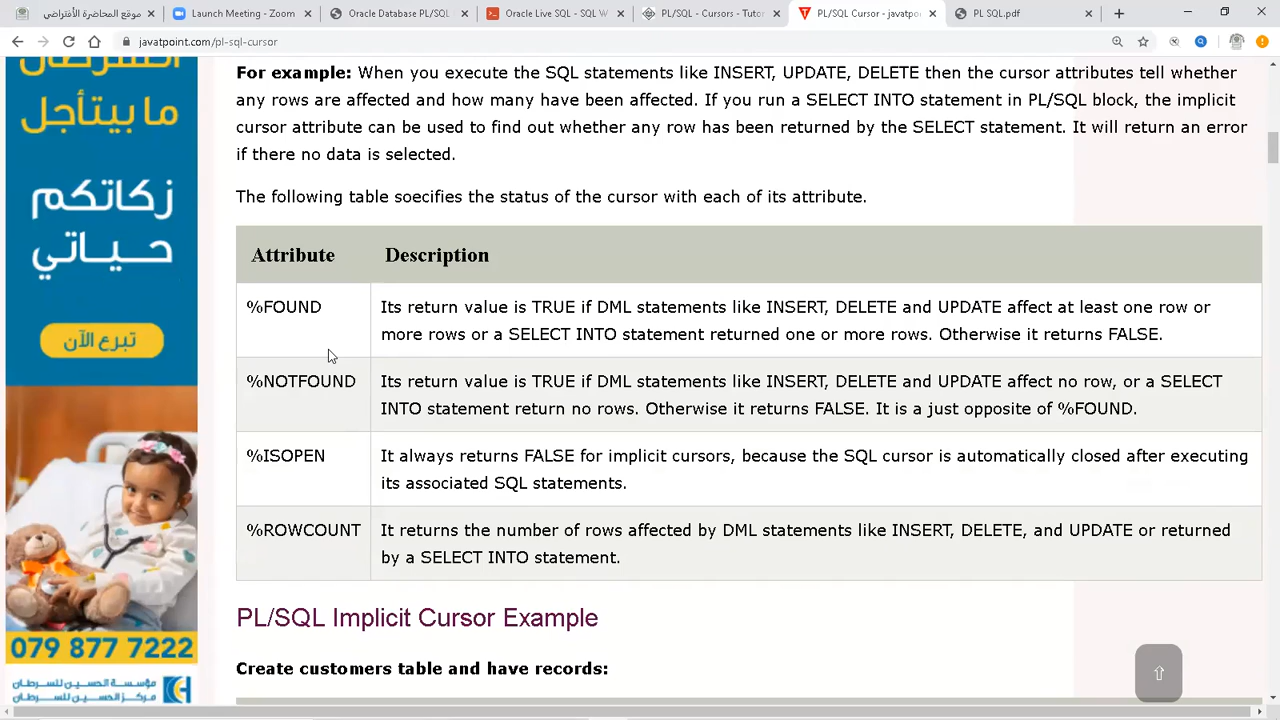 موقع المحاضرة الأفتراضي
Launch Meeting - Zoom
Oracle Database PL/SQL
Oracle Live SQL - SQL W
PL/SQL - Cursors - Tutor
PL/SQL Cursor - javatpoin
PL SQL.pdf
javatpoint.com/pl-sql-cursor
ما بيتأجل
زكاتكم
حـيـاتي
تبرع الآن
079 877 7222
مؤسسة الحسين للسرطان
مركز الحسين للسرطان
For example: When you execute the SQL statements like INSERT, UPDATE, DELETE then the cursor attributes tell whether
any rows are affected and how many have been affected. If you run a SELECT INTO statement in PL/SQL block, the implicit
cursor attribute can be used to find out whether any row has been returned by the SELECT statement. It will return an error
if there no data is selected.
The following table soecifies the status of the cursor with each of its attribute.
Attribute
Description
%FOUND
Its return value is TRUE if DML statements like INSERT, DELETE and UPDATE affect at least one row or
more rows or a SELECT INTO statement returned one or more rows. Otherwise it returns FALSE.
%NOTFOUND
Its return value is TRUE if DML statements like INSERT, DELETE and UPDATE affect no row, or a SELECT
INTO statement return no rows. Otherwise it returns FALSE. It is a just opposite of %FOUND.
%ISOPEN
It always returns FALSE for implicit cursors, because the SQL cursor is automatically closed after executing
its associated SQL statements.
%ROWCOUNT
It returns the number of rows affected by DML statements like INSERT, DELETE, and UPDATE or returned
by a SELECT INTO statement.
PL/SQL Implicit Cursor Example
Create customers table and have records: